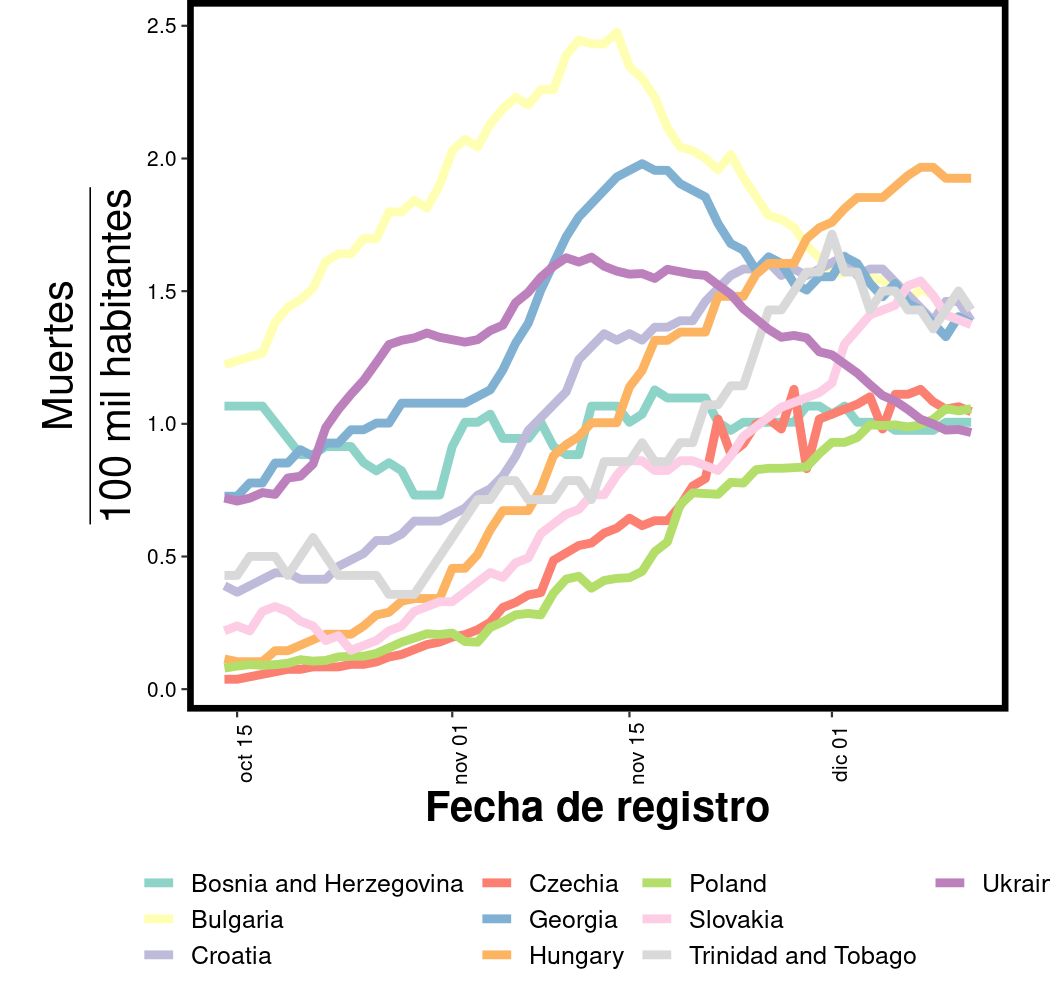 2.5
2.0
1.5
1.0
0.5
0.0
Muertes
100 mil habitantes
oct 15
nov 01
nov 15
dic 01
Fecha de registro
Bosnia and Herzegovina
Bulgaria
Croatia
Czechia
Georgia
Hungary
Poland
Slovakia
Trinidad and Tobago